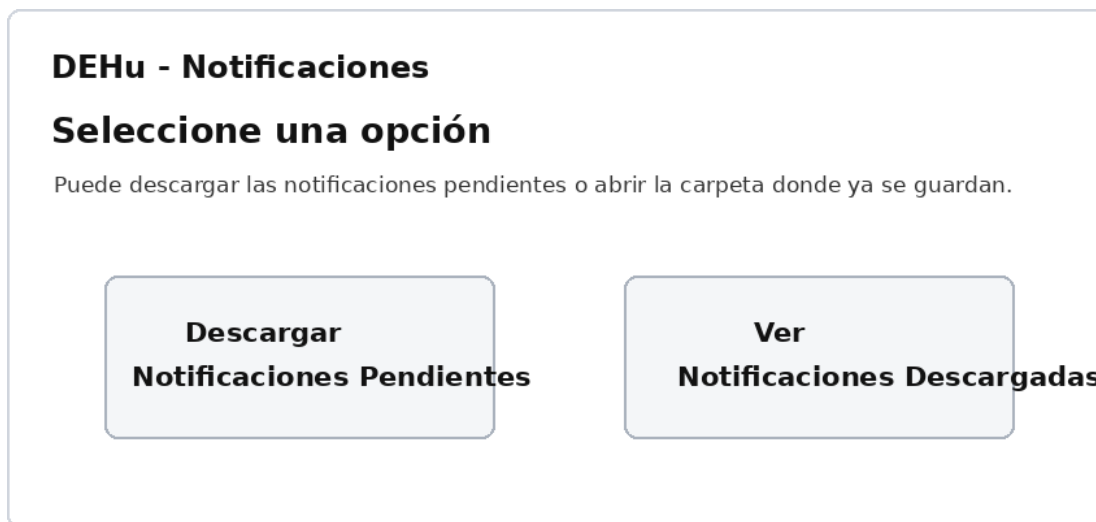 DEHu - Notificaciones
Seleccione una opción
Puede descargar las notificaciones pendientes o abrir la carpeta donde ya se guardan.
Descargar
Notificaciones Pendientes
Ver
Notificaciones Descargadas